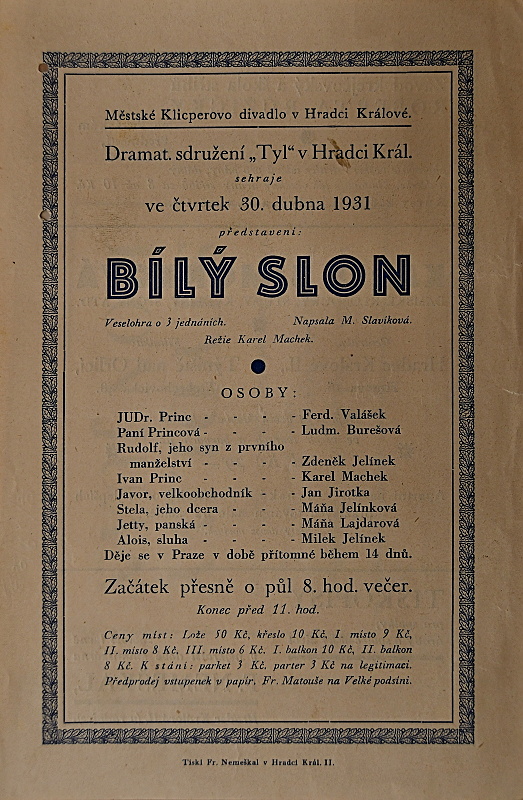 Městské Klicperovo divadlo v Hradci Králové.
Dramat. sdružení „Tyl“ v Hradci Král.
sehraje
ve čtvrtek 30. dubna 1931
představení:
BÍLÝ SLON
Veselohra o 3 jednáních. Napsala M. Slavíková.
Režie Karel Machek.
OSOBY:
JUDr. Princ - - - - Ferd. Valášek
Paní Princová - - - - Ludm. Burešová
Rudolf, jeho syn z prvního
manželství - - - - Zdeněk Jelínek
Ivan Princ - - - - Karel Machek
Javor, velkoobchodník - - Jan Jirotka
Stela, jeho dcera - - - Máňa Jelínková
Jetty, panská - - - - Máňa Lajdarová
Alois, sluha - - - - Milek Jelínek
Děje se v Praze v době přítomné během 14 dnů.
Začátek přesně o půl 8. hod. večer.
Konec před 11. hod.
Ceny míst: Lože 50 Kč, křeslo 10 Kč, I. místo 9 Kč,
II. místo 8 Kč, III. místo 6 Kč, I. balkon 10 Kč, II. balkon
8 Kč. K stání: parket 3 Kč, parter 3 Kč na legitimaci.
Předprodej vstupenek v papír. Fr. Matouše na Velké podsíni.
Tiskl Fr. Nemeškal v Hradci Král. II.